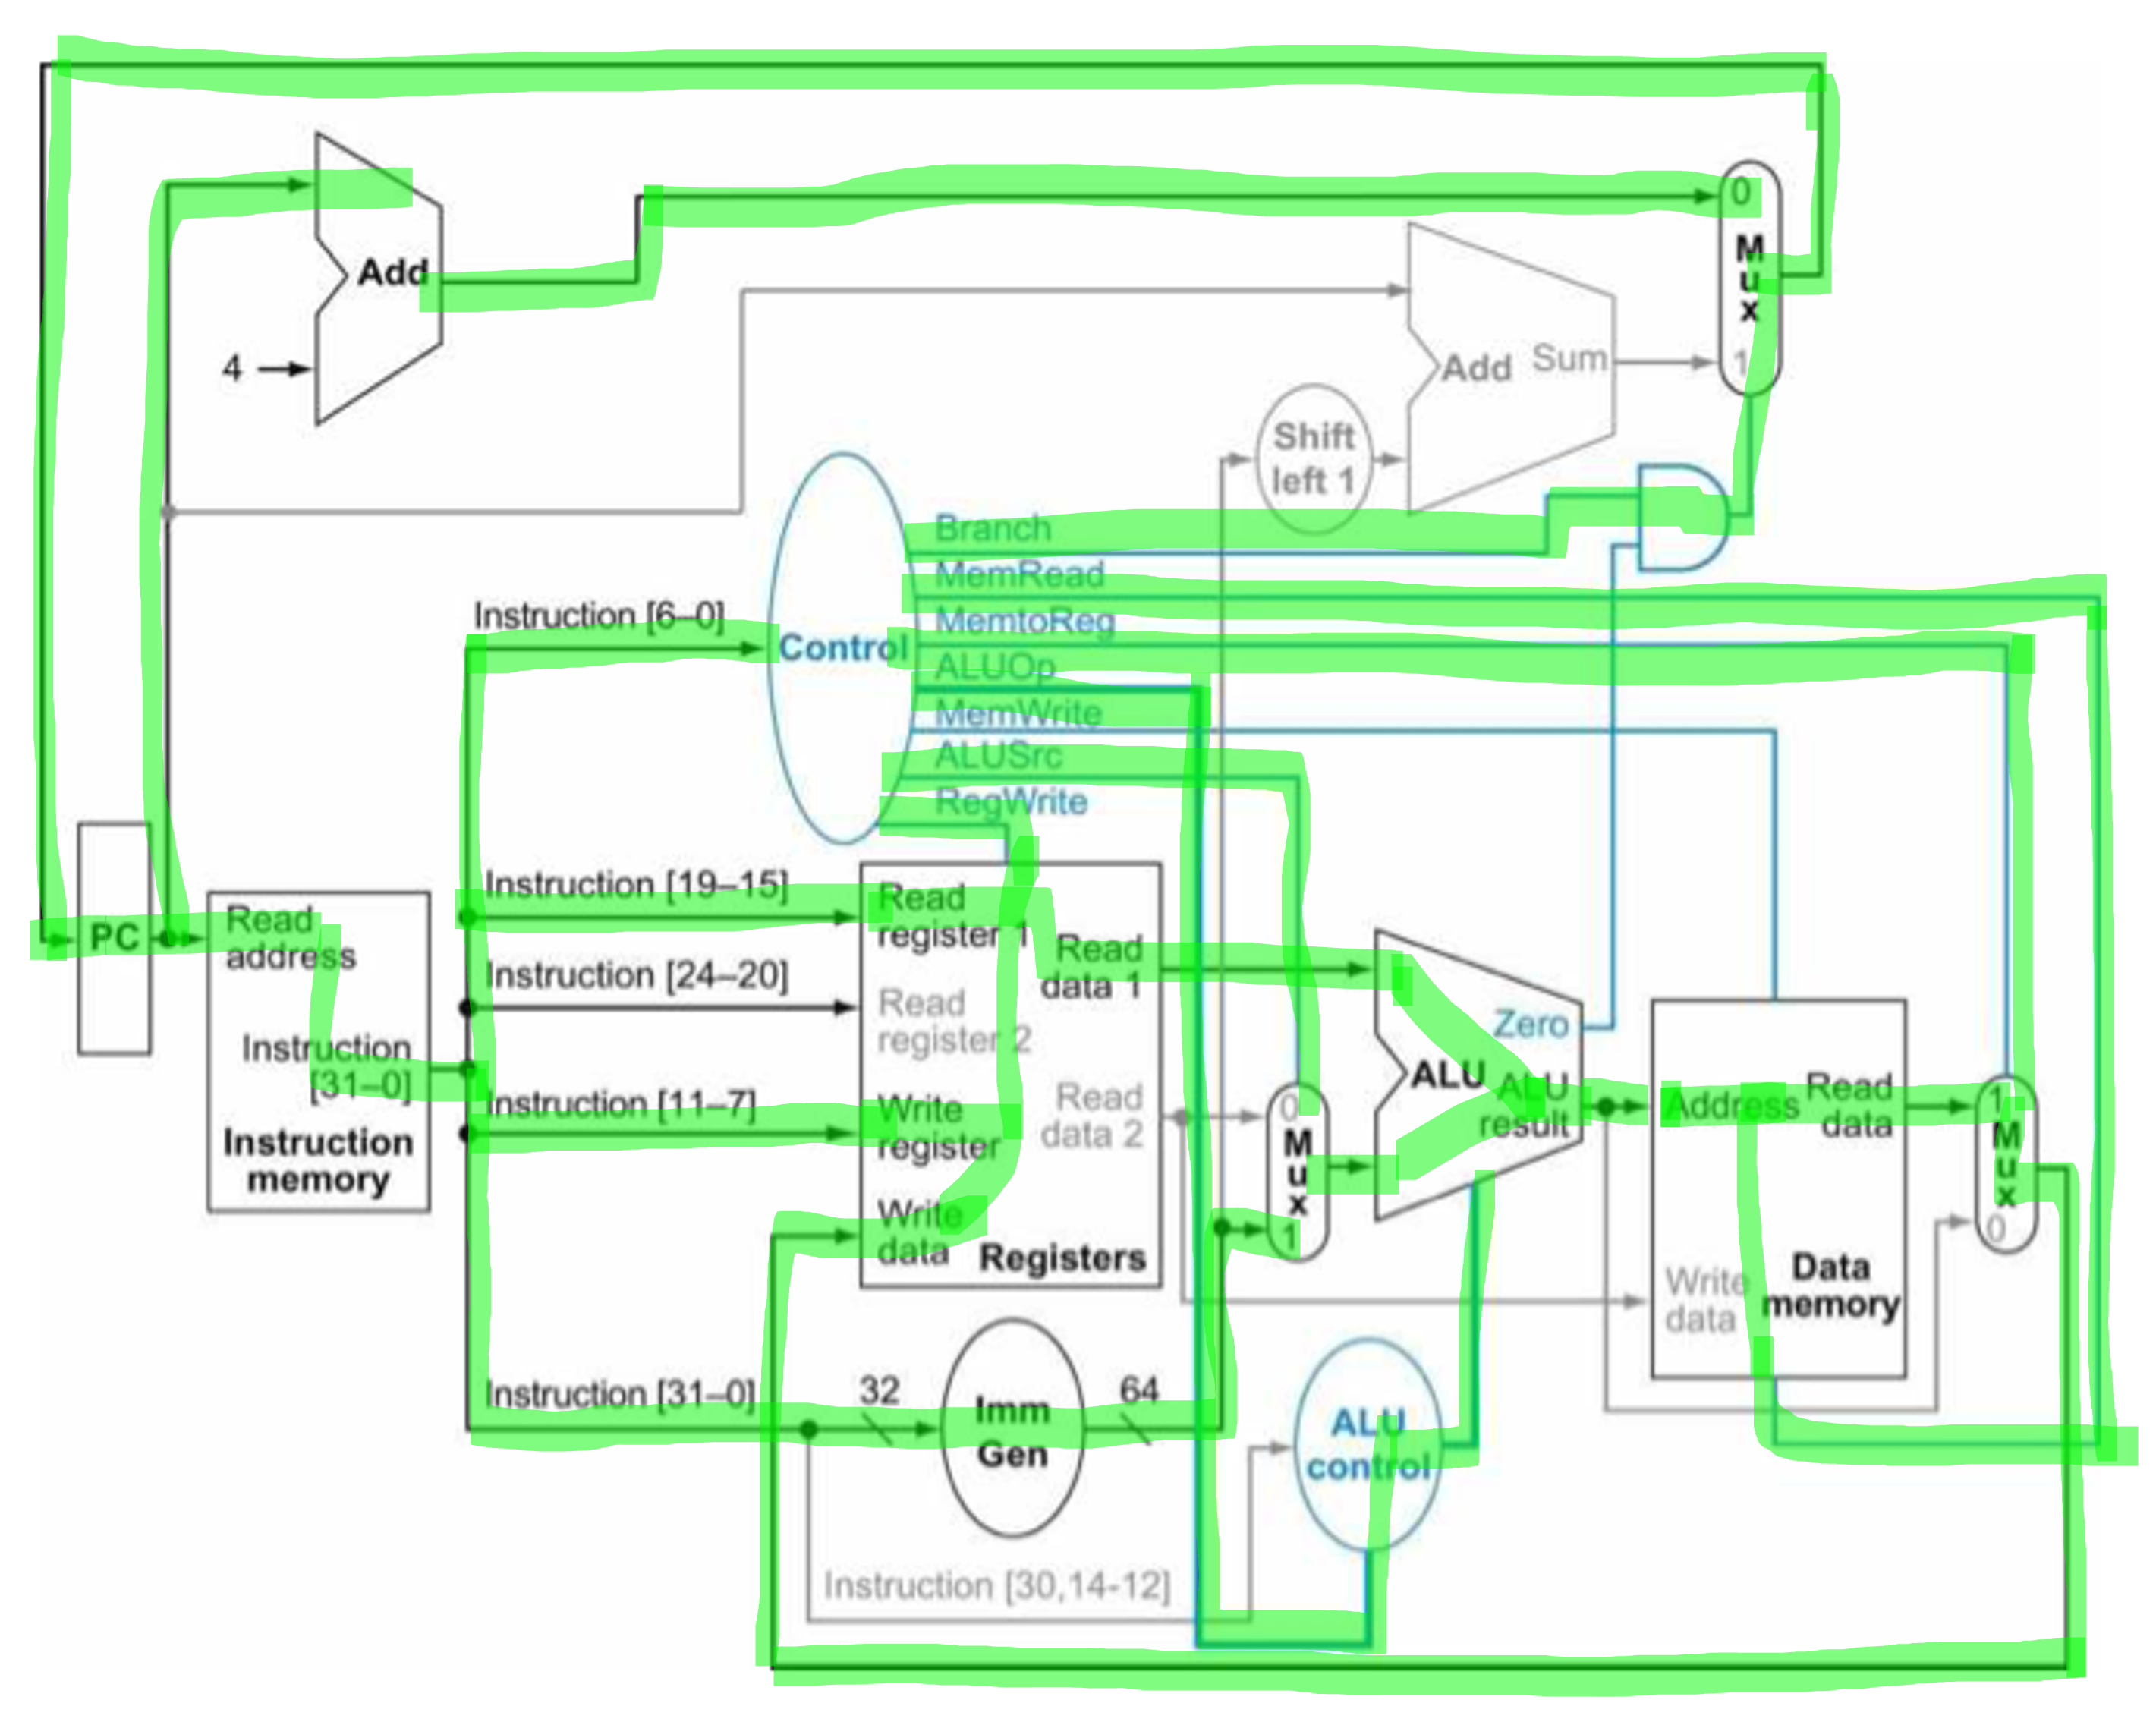 0
M
u
x
1
Add
4
Add Sum
Shift
left 1
Branch
MemRead
MemtoReg
ALUOp
MemWrite
ALUSrc
RegWrite
Control
Instruction [6–0]
Instruction [19–15]
Instruction [24–20]
Instruction [11–7]
Instruction [31–0]
PC
Read
address
Instruction
[31–0]
Instruction
memory
Read
register 1
Read
register 2
Write
register
Write
data
Read
data 1
Read
data 2
Registers
0
M
u
x
1
Zero
ALU
ALU
result
Address
Read
data
Write
data
Data
memory
1
M
u
x
0
32
Imm
Gen
64
ALU
control
Instruction [30,14-12]